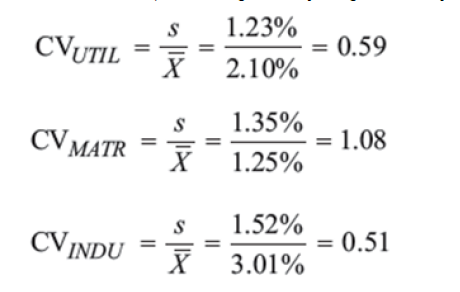 CV_UTIL = s / X̅ = 1.23% / 2.10% = 0.59
CV_MATR = s / X̅ = 1.35% / 1.25% = 1.08
CV_INDU = s / X̅ = 1.52% / 3.01% = 0.51